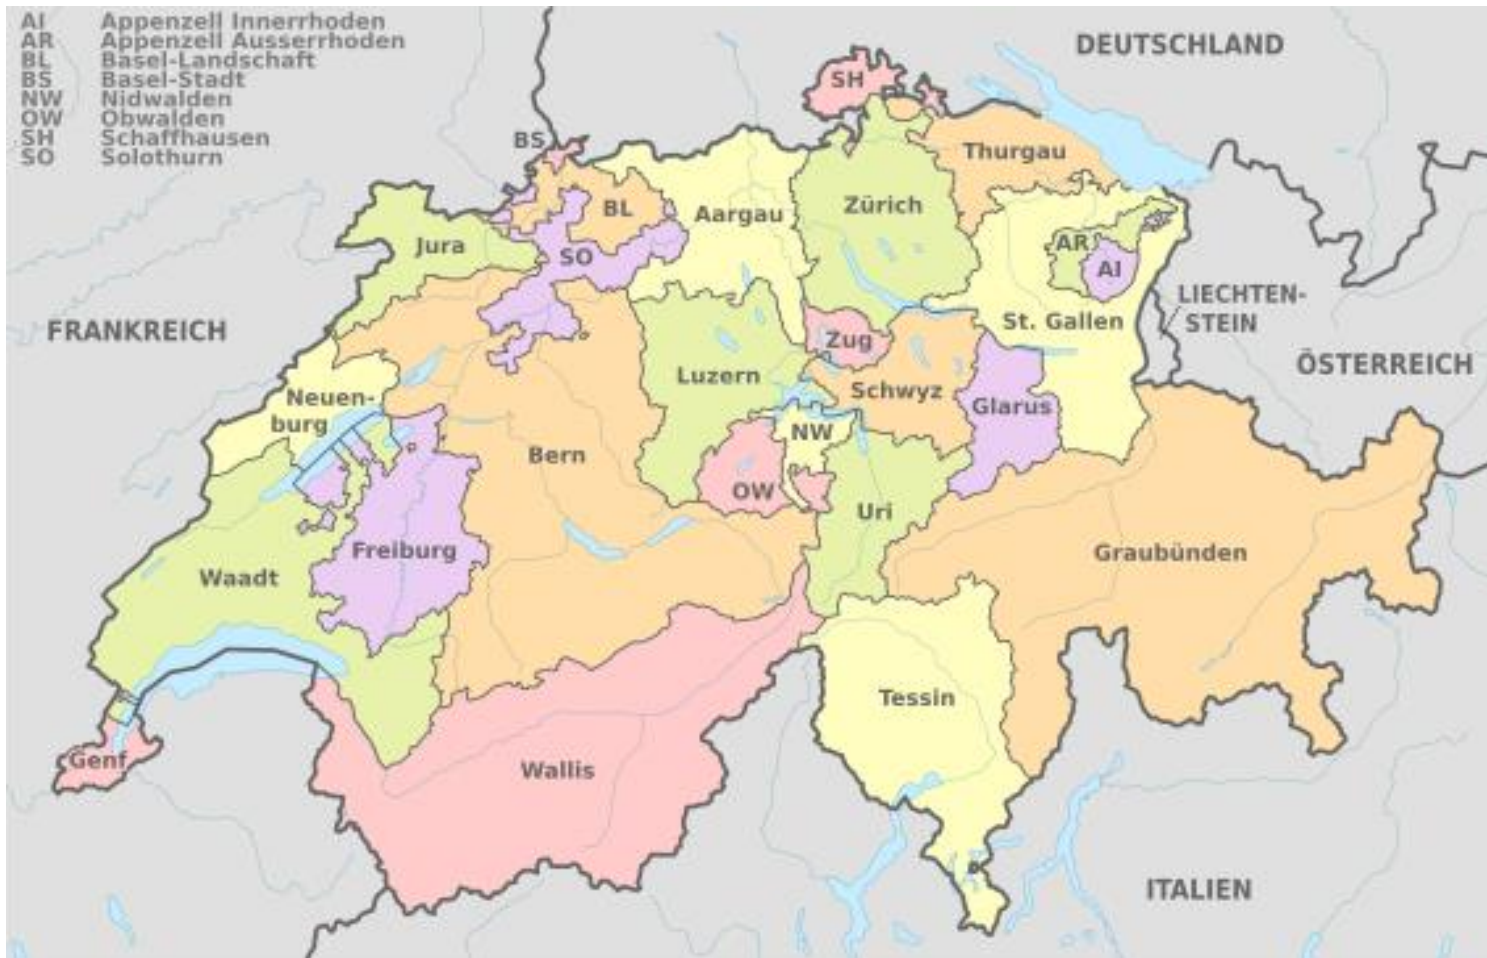 AI Appenzell Innerrhoden
AR Appenzell Ausserrhoden
BL Basel-Landschaft
BS Basel-Stadt
NW Nidwalden
OW Obwalden
SH Schaffhausen
SO Solothurn
DEUTSCHLAND
SH
BS
Thurgau
BL
Aargau
Zürich
Jura
SO
AR
AI
LIECHTEN-
STEIN
FRANKREICH
St. Gallen
Zug
ÖSTERREICH
Luzern
Schwyz
Neuen-
burg
Glarus
NW
Bern
OW
Uri
Freiburg
Graubünden
Waadt
Tessin
Genf
Wallis
ITALIEN